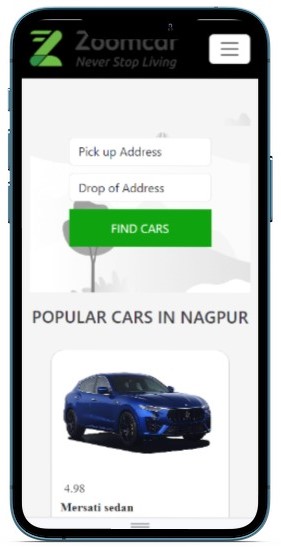 Zoomcar
Never Stop Living
Pick up Address
Drop of Address
FIND CARS
POPULAR CARS IN NAGPUR
4.98
Mersati sedan